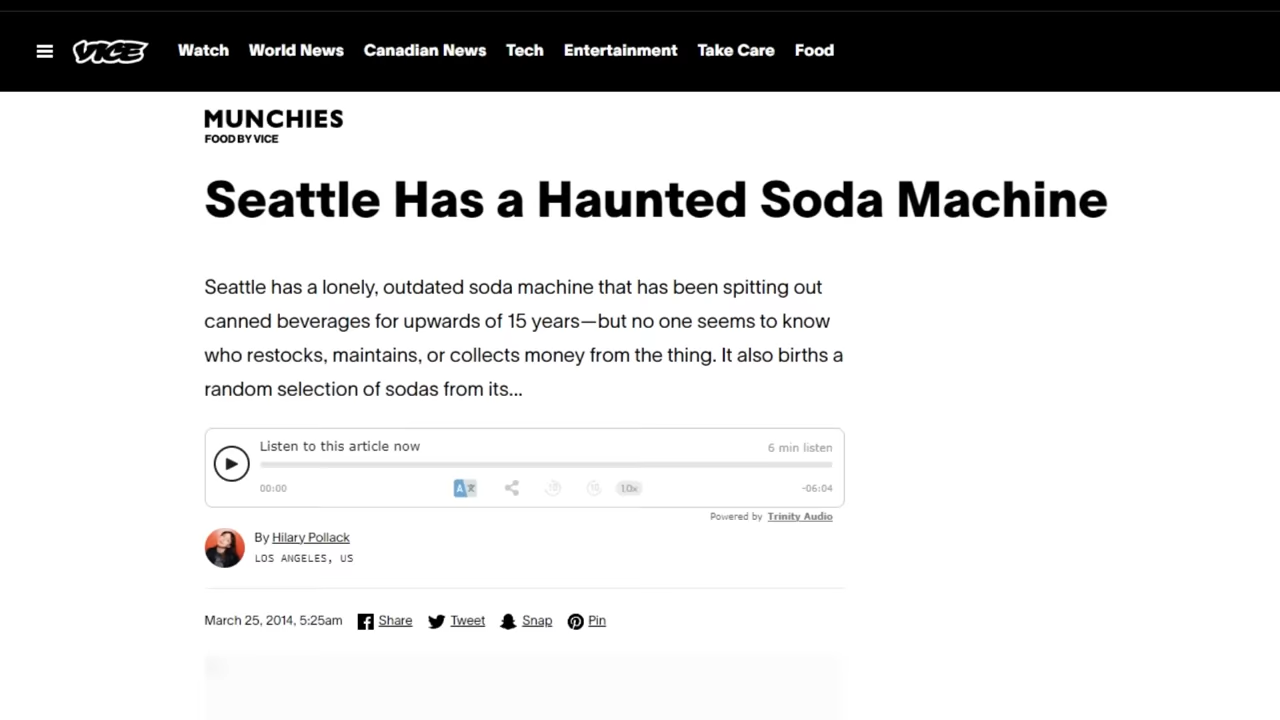 VICE Watch World News Canadian News Tech Entertainment Take Care Food
MUNCHIES
FOOD BY VICE
Seattle Has a Haunted Soda Machine
Seattle has a lonely, outdated soda machine that has been spitting out
canned beverages for upwards of 15 years—but no one seems to know
who restocks, maintains, or collects money from the thing. It also births a
random selection of sodas from its...
Listen to this article now 6 min listen
00:00 A 文 10 10 1.0x -06:04
Powered by Trinity Audio
By Hilary Pollack
LOS ANGELES, US
March 25, 2014, 5:25am Share Tweet Snap Pin